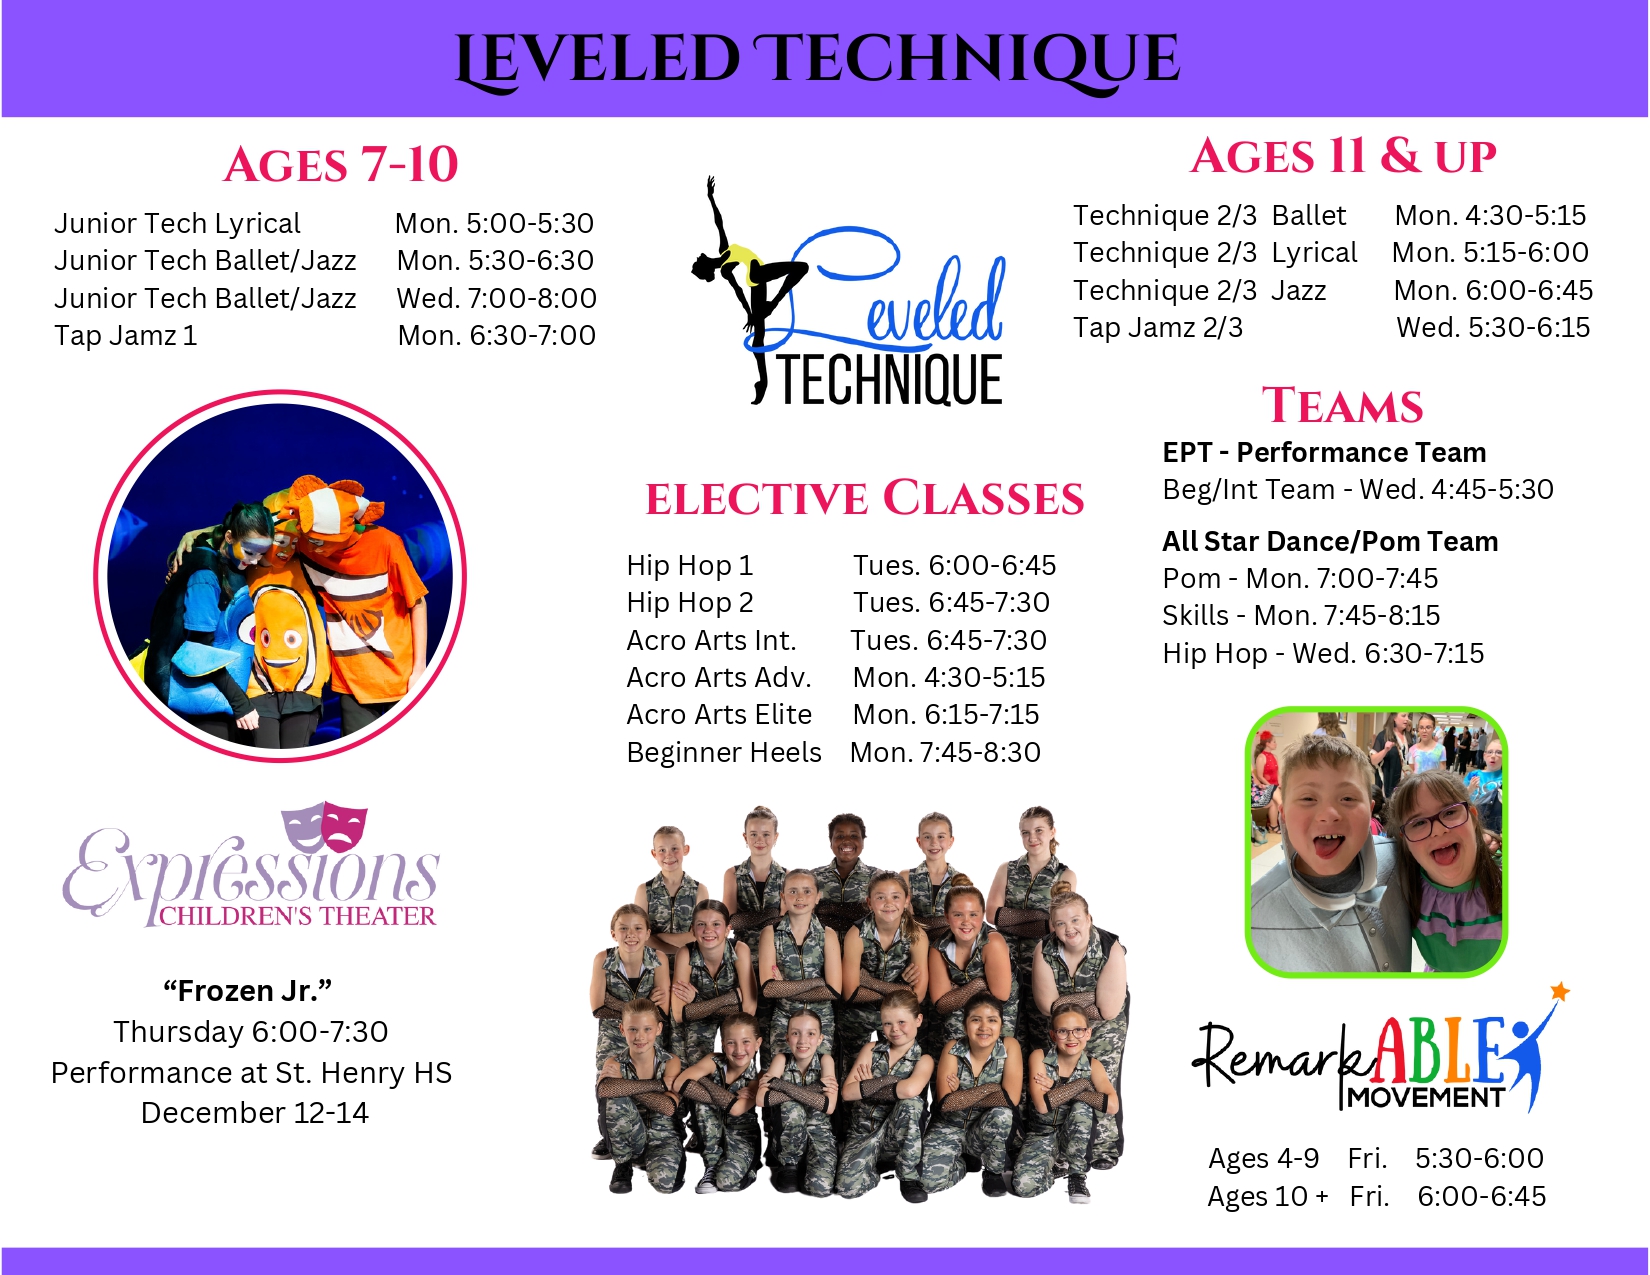 Leveled Technique
Ages 7-10
Junior Tech Lyrical Mon. 5:00-5:30
Junior Tech Ballet/Jazz Mon. 5:30-6:30
Junior Tech Ballet/Jazz Wed. 7:00-8:00
Tap Jamz 1 Mon. 6:30-7:00
Leveled
TECHNIQUE
Ages 11 & up
Technique 2/3 Ballet Mon. 4:30-5:15
Technique 2/3 Lyrical Mon. 5:15-6:00
Technique 2/3 Jazz Mon. 6:00-6:45
Tap Jamz 2/3 Wed. 5:30-6:15
Teams
EPT - Performance Team
Beg/Int Team - Wed. 4:45-5:30
All Star Dance/Pom Team
Pom - Mon. 7:00-7:45
Skills - Mon. 7:45-8:15
Hip Hop - Wed. 6:30-7:15
elective Classes
Hip Hop 1 Tues. 6:00-6:45
Hip Hop 2 Tues. 6:45-7:30
Acro Arts Int. Tues. 6:45-7:30
Acro Arts Adv. Mon. 4:30-5:15
Acro Arts Elite Mon. 6:15-7:15
Beginner Heels Mon. 7:45-8:30
Expressions
CHILDREN'S THEATER
“Frozen Jr.”
Thursday 6:00-7:30
Performance at St. Henry HS
December 12-14
RemarkABLE
MOVEMENT
Ages 4-9 Fri. 5:30-6:00
Ages 10 + Fri. 6:00-6:45